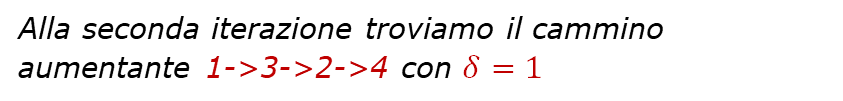 Alla seconda iterazione troviamo il cammino
aumentante 1->3->2->4 con δ = 1